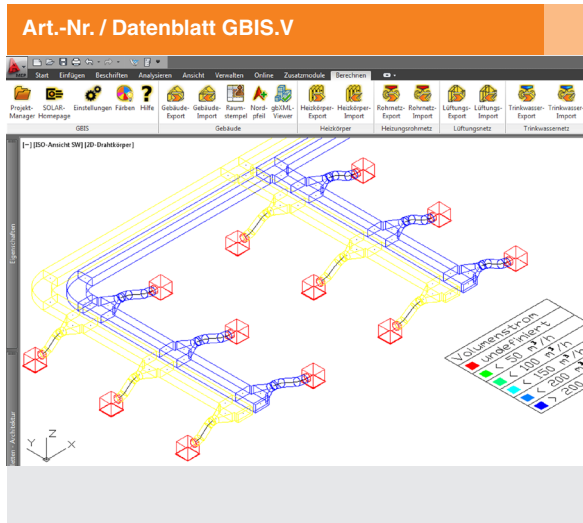 Art.-Nr. / Datenblatt GBIS.V
Start Einfügen Beschriften Analysieren Ansicht Verwalten Online Zusatzmodule Berechnen
Projekt- SOLAR- Einstellungen Färben Hilfe Gebäude- Gebäude- Raum- Nord- gbXML- Heizkörper- Heizkörper- Rohrnetz- Rohrnetz- Lüftungs- Lüftungs- Trinkwasser- Trinkwasser-
Manager Homepage Export Import stempel pfeil Viewer Export Import Export Import Export Import Export Import
GBIS Gebäude Heizkörper Heizungsrohrnetz Lüftungsnetz Trinkwassernetz
[−] [ISO-Ansicht SW] [2D-Drahtkörper]
Eigenschaften
Volumenstrom
undefiniert
< 50 m³/h
< 100 m³/h
< 150 m³/h
< 200 m³
> 200
Z
Y X
- Architektur